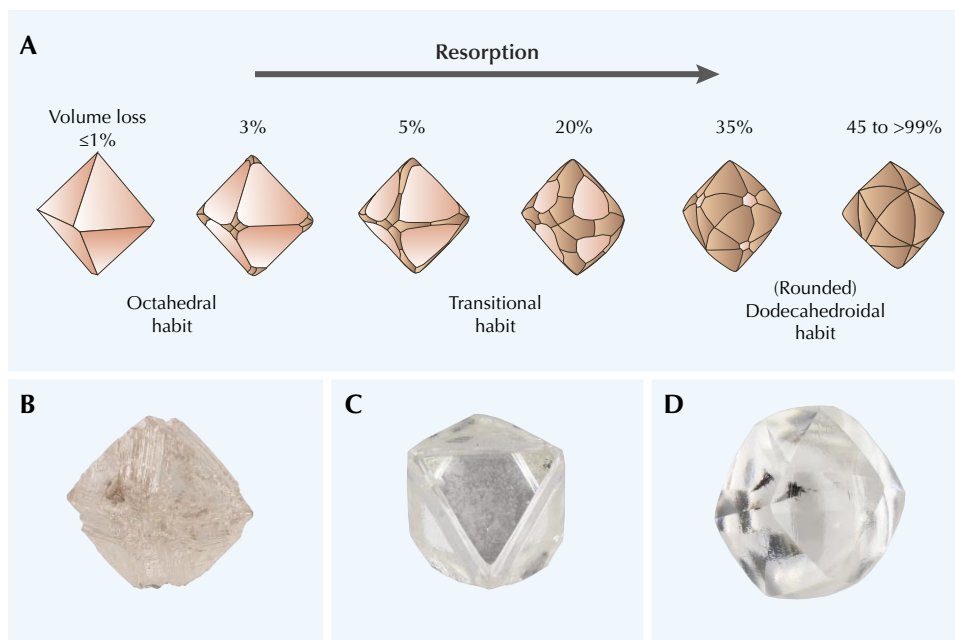 A
Resorption
Volume loss
≤1%
3%
5%
20%
35%
45 to >99%
Octahedral
habit
Transitional
habit
(Rounded)
Dodecahedroidal
habit
B
C
D